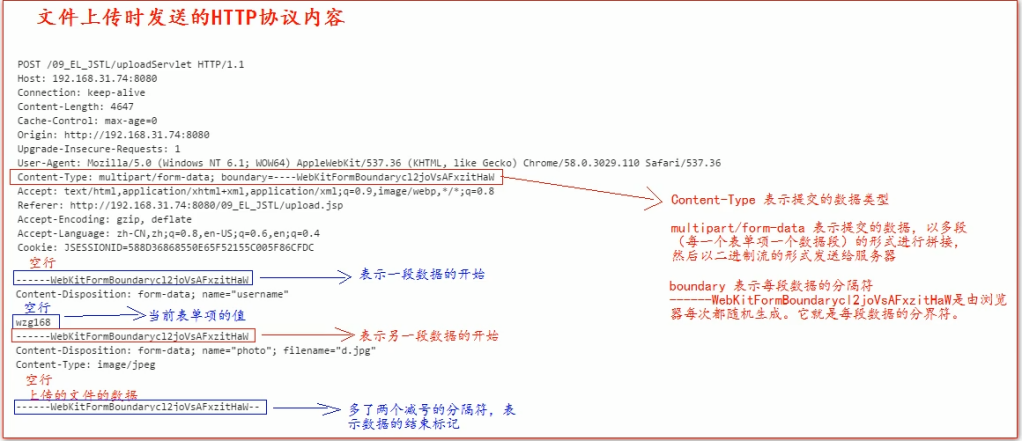 文件上传时发送的HTTP协议内容
POST /09_EL_JSTL/uploadServlet HTTP/1.1
Host: 192.168.31.74:8080
Connection: keep-alive
Content-Length: 4647
Cache-Control: max-age=0
Origin: http://192.168.31.74:8080
Upgrade-Insecure-Requests: 1
User-Agent: Mozilla/5.0 (Windows NT 6.1; WOW64) AppleWebKit/537.36 (KHTML, like Gecko) Chrome/58.0.3029.110 Safari/537.36
Content-Type: multipart/form-data; boundary=----WebKitFormBoundarycl2joVsAFxzitHaW
Accept: text/html,application/xhtml+xml,application/xml;q=0.9,image/webp,*/*;q=0.8
Referer: http://192.168.31.74:8080/09_EL_JSTL/upload.jsp
Accept-Encoding: gzip, deflate
Accept-Language: zh-CN,zh;q=0.8,en-US;q=0.6,en;q=0.4
Cookie: JSESSIONID=588D36868550E65F52155C005F86CFDC
空行
------WebKitFormBoundarycl2joVsAFxzitHaW
表示一段数据的开始
Content-Disposition: form-data; name="username"
空行
wzg168
当前表单项的值
------WebKitFormBoundarycl2joVsAFxzitHaW
表示另一段数据的开始
Content-Disposition: form-data; name="photo"; filename="d.jpg"
Content-Type: image/jpeg
空行
上传的文件的数据
------WebKitFormBoundarycl2joVsAFxzitHaW--
多了两个减号的分隔符，表
示数据的结束标记
Content-Type 表示提交的数据类型
multipart/form-data 表示提交的数据，以多段
（每一个表单项一个数据段）的形式进行拼接，
然后以二进制流的形式发送给服务器
boundary 表示每段数据的分隔符
------WebKitFormBoundarycl2joVsAFxzitHaW是由浏览
器每次都随机生成。它就是每段数据的分界符。